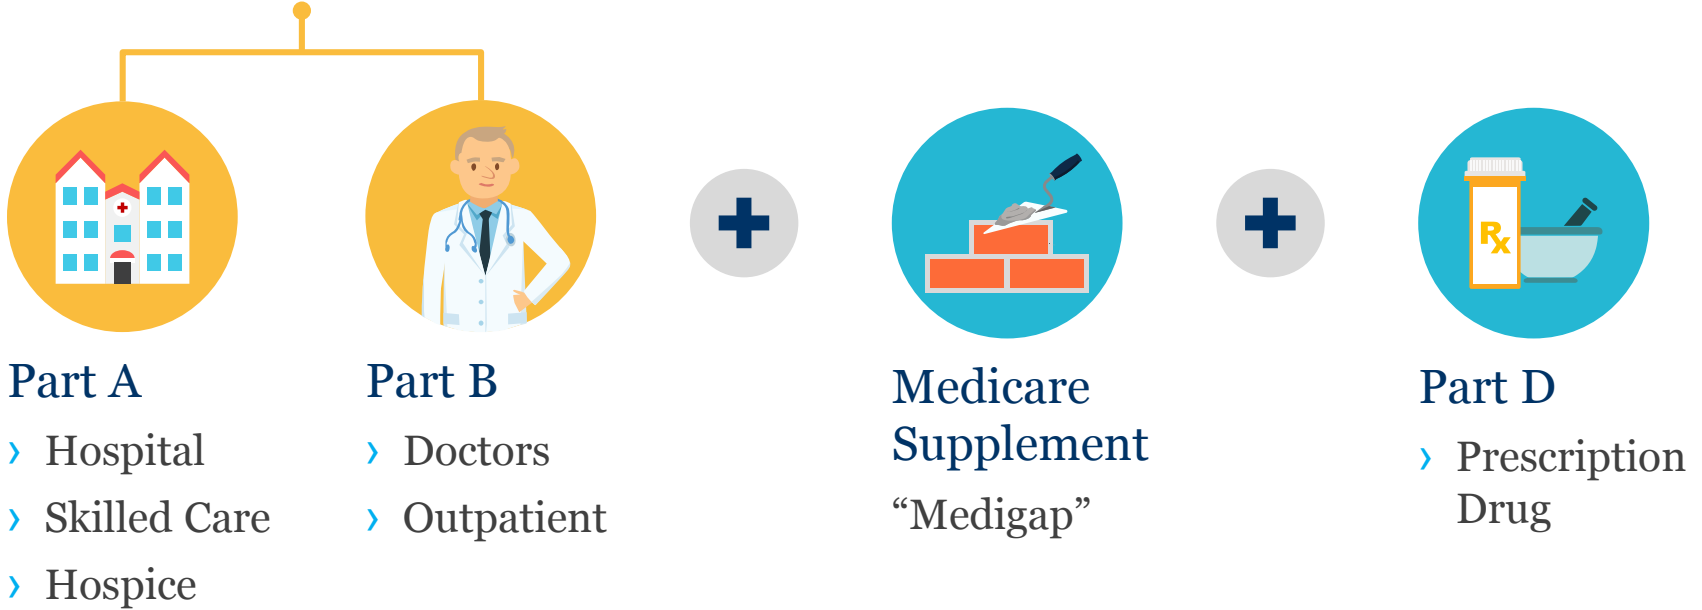 Part A
› Hospital
› Skilled Care
› Hospice
Part B
› Doctors
› Outpatient
Medicare
Supplement
“Medigap”
Rx
Part D
› Prescription
Drug